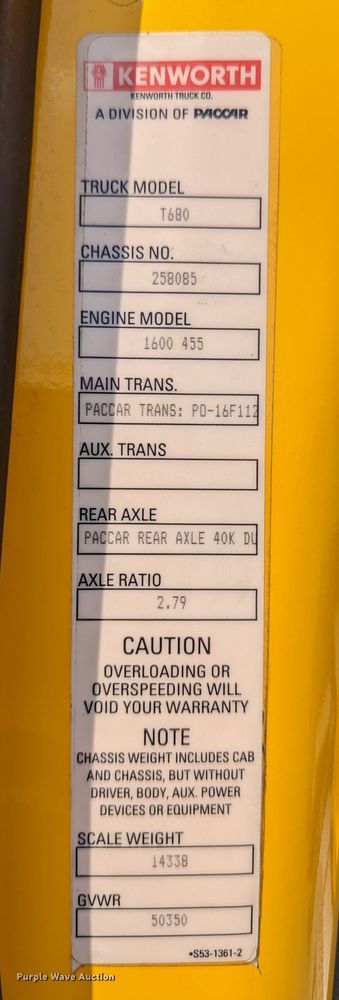 KENWORTH
KENWORTH TRUCK CO.
A DIVISION OF PACCAR
TRUCK MODEL
T680
CHASSIS NO.
258085
ENGINE MODEL
1600 455
MAIN TRANS.
PACCAR TRANS: PO-16F112
AUX. TRANS
REAR AXLE
PACCAR REAR AXLE 40K DU
AXLE RATIO
2.79
CAUTION
OVERLOADING OR
OVERSPEEDING WILL
VOID YOUR WARRANTY
NOTE
CHASSIS WEIGHT INCLUDES CAB
AND CHASSIS, BUT WITHOUT
DRIVER, BODY, AUX. POWER
DEVICES OR EQUIPMENT
SCALE WEIGHT
14338
GVWR
50350
*S53-1361-2
Purple Wave Auction